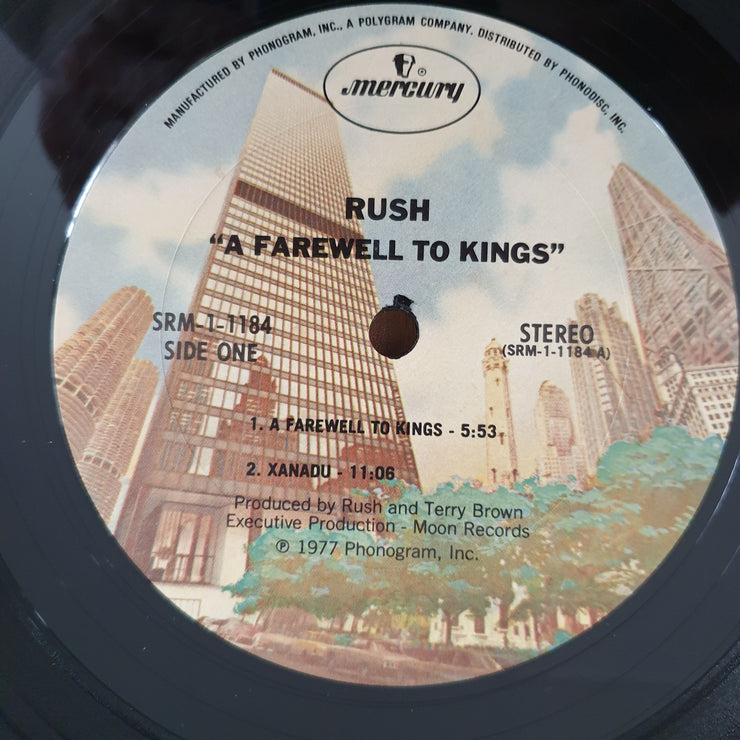 MANUFACTURED BY PHONOGRAM, INC., A POLYGRAM COMPANY. DISTRIBUTED BY PHONODISC, INC.
mercury
RUSH
"A FAREWELL TO KINGS"
SRM-1-1184
SIDE ONE
STEREO
(SRM-1-1184 A)
1. A FAREWELL TO KINGS - 5:53
2. XANADU - 11:06
Produced by Rush and Terry Brown
Executive Production - Moon Records
℗ 1977 Phonogram, Inc.